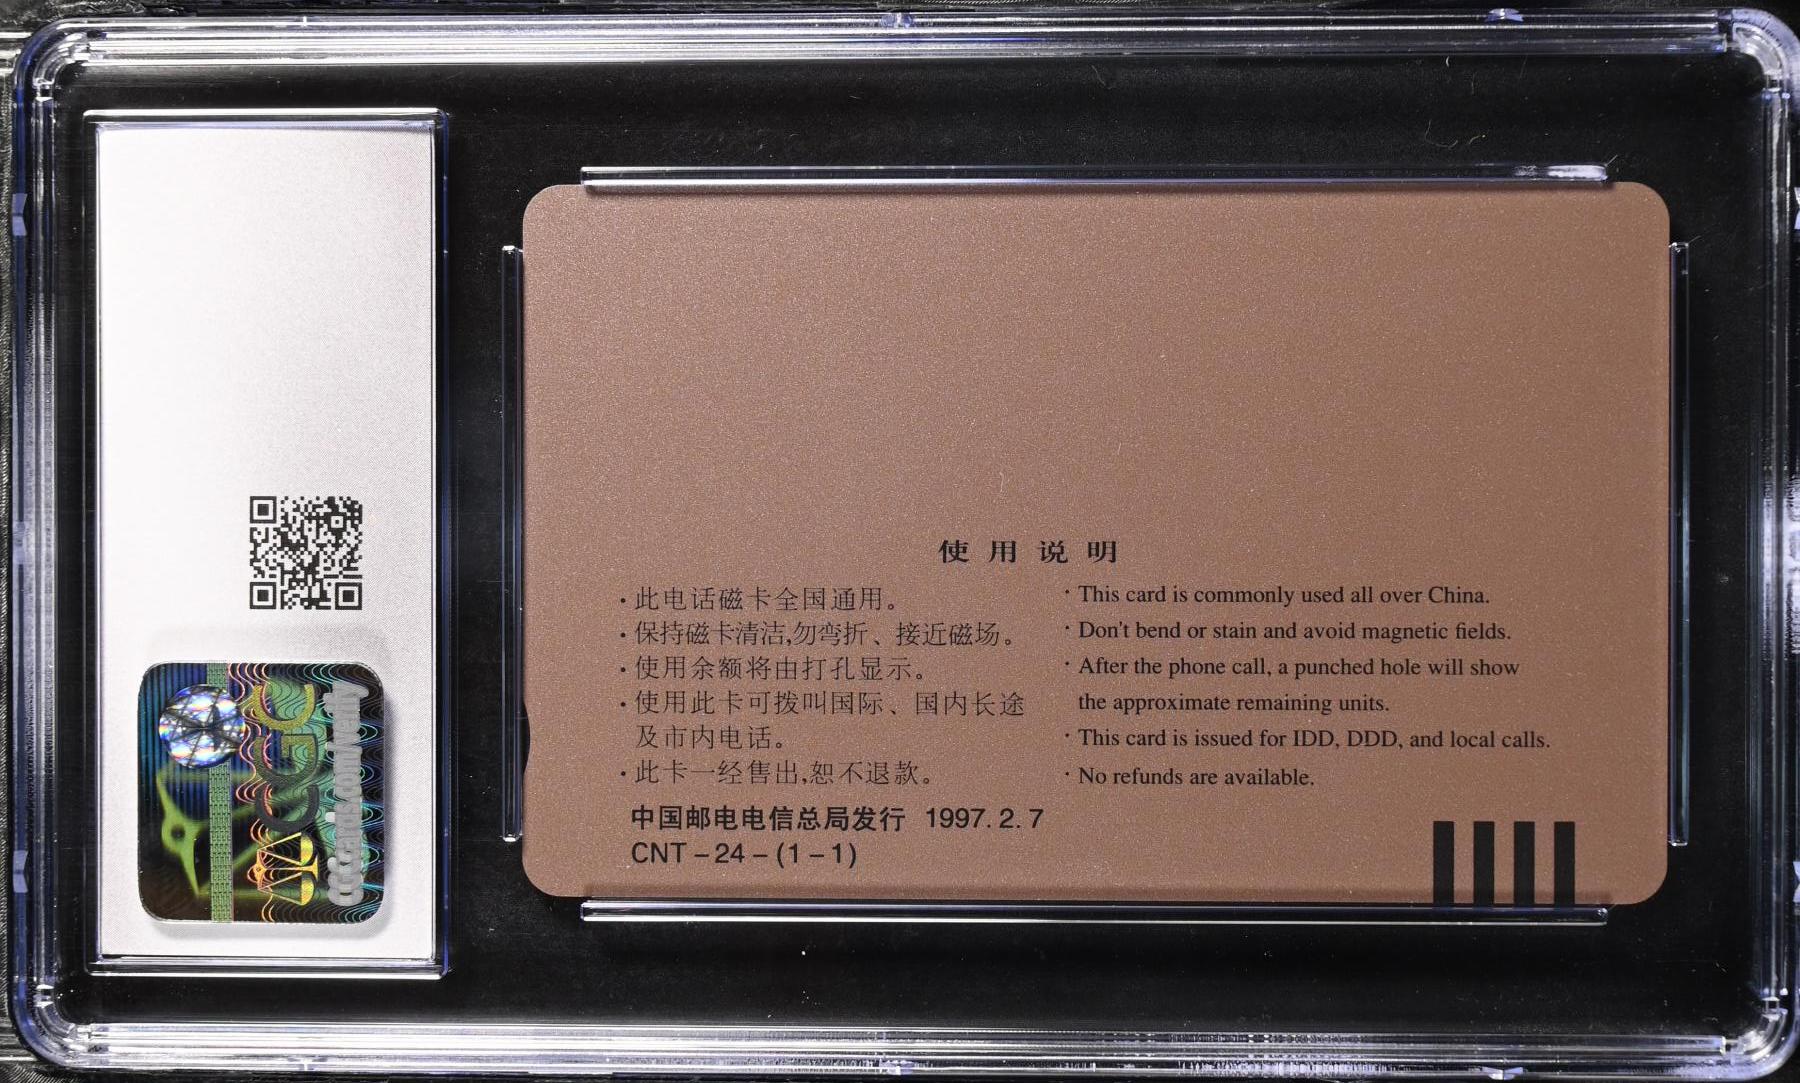 CGC
使用说明
·此电话磁卡全国通用。
·保持磁卡清洁,勿弯折、接近磁场。
·使用余额将由打孔显示。
·使用此卡可拨叫国际、国内长途
及市内电话。
·此卡一经售出,恕不退款。
· This card is commonly used all over China.
· Don't bend or stain and avoid magnetic fields.
· After the phone call, a punched hole will show
the approximate remaining units.
· This card is issued for IDD, DDD, and local calls.
· No refunds are available.
中国邮电电信总局发行 1997. 2. 7
CNT – 24 – (1 – 1)